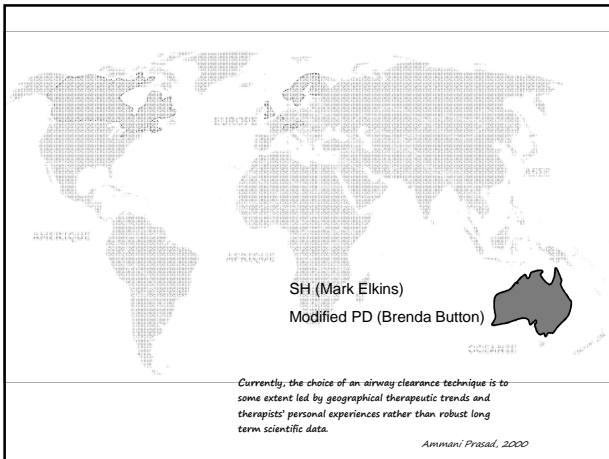 EUROPE
ASIE
AMERIQUE
AFRIQUE
SH (Mark Elkins)
Modified PD (Brenda Button)
OCEANIE
Currently, the choice of an airway clearance technique is to
some extent led by geographical therapeutic trends and
therapists' personal experiences rather than robust long
term scientific data.
Ammani Prasad, 2000